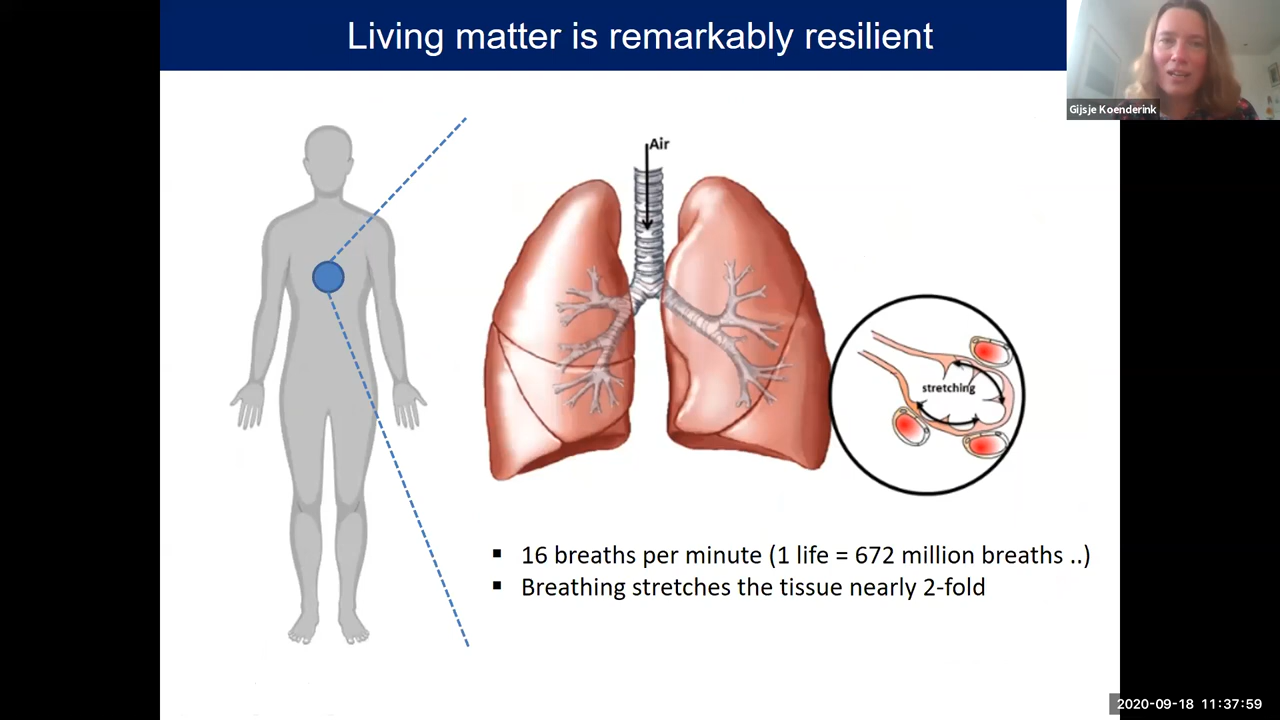 Living matter is remarkably resilient
Gijsje Koenderink
Air
stretching
▪ 16 breaths per minute (1 life = 672 million breaths ..)
▪ Breathing stretches the tissue nearly 2-fold
2020-09-18 11:37:59